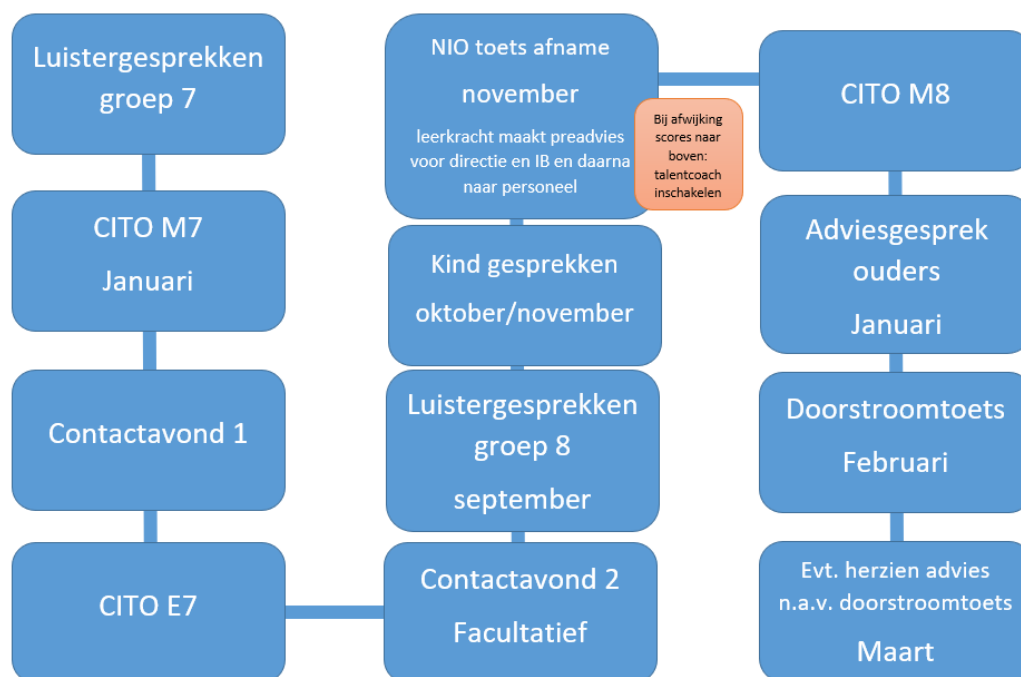 Luistergesprekken
groep 7
CITO M7
Januari
Contactavond 1
CITO E7
Contactavond 2
Facultatief
Luistergesprekken
groep 8
september
Kind gesprekken
oktober/november
NIO toets afname
november
leerkracht maakt preadvies
voor directie en IB en daarna
naar personeel
Bij afwijking
scores naar
boven:
talentcoach
inschakelen
CITO M8
Adviesgesprek
ouders
Januari
Doorstroomtoets
Februari
Evt. herzien advies
n.a.v. doorstroomtoets
Maart